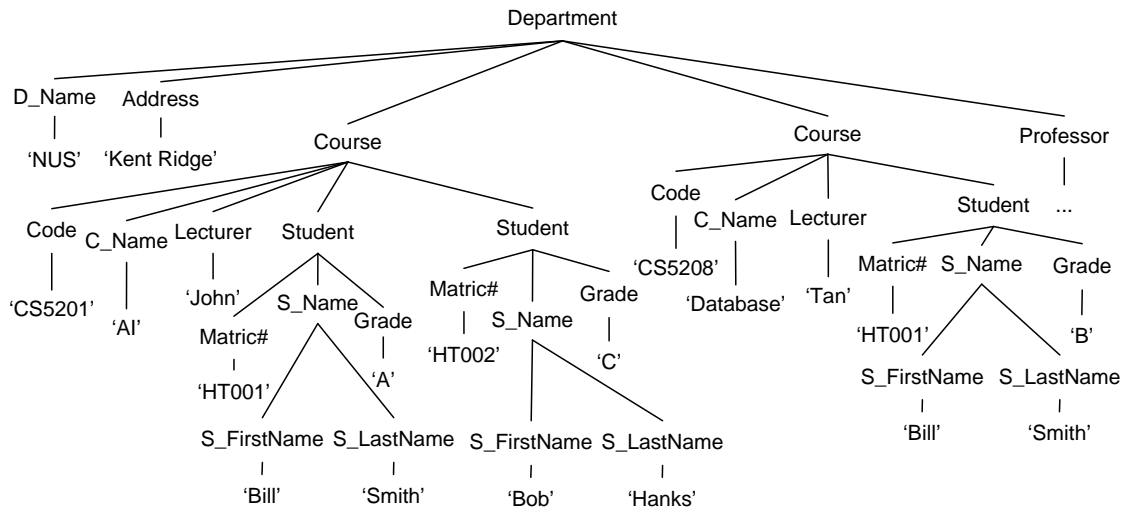 Department
D_Name Address
'NUS' 'Kent Ridge'
Course Course Professor
...
Code C_Name Lecturer Student Student
'CS5201' 'AI' 'John'
Matric# S_Name Grade
'HT001' 'A'
S_FirstName S_LastName
'Bill' 'Smith'
Matric# S_Name Grade
'HT002' 'C'
S_FirstName S_LastName
'Bob' 'Hanks'
Code C_Name Lecturer Student
'CS5208' 'Database' 'Tan'
Matric# S_Name Grade
'HT001' 'B'
S_FirstName S_LastName
'Bill' 'Smith'